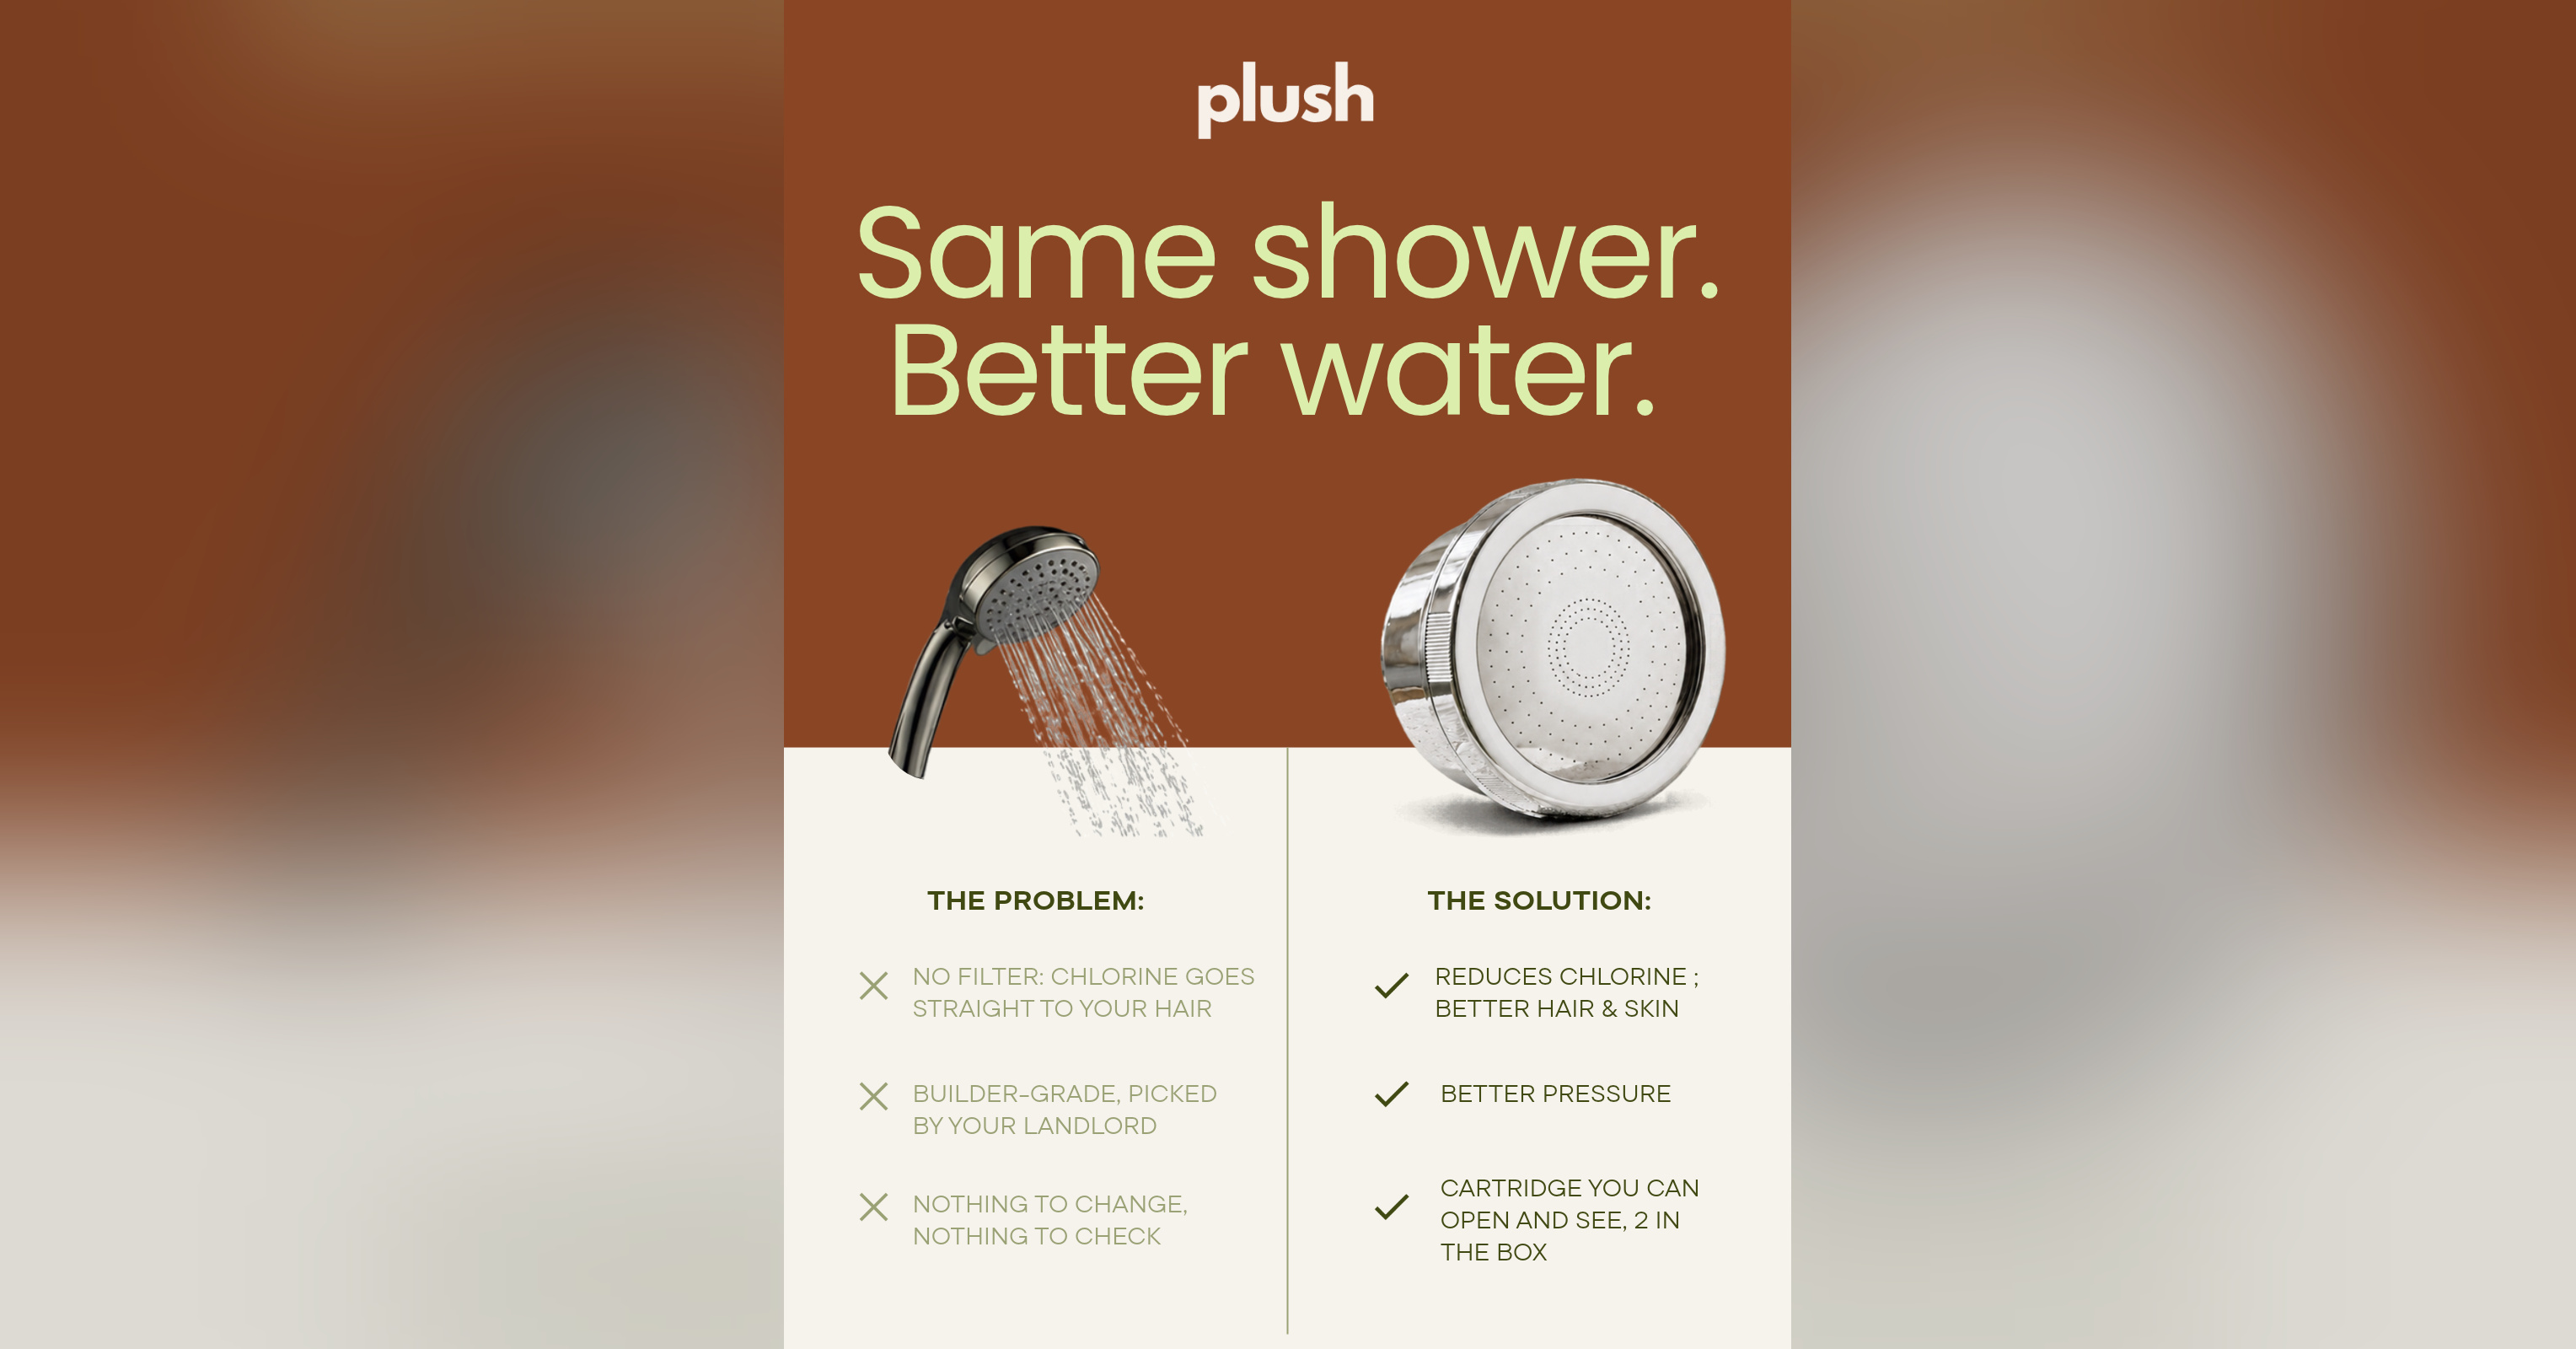 plush
Same shower.
Better water.
THE PROBLEM:
NO FILTER: CHLORINE GOES
STRAIGHT TO YOUR HAIR
BUILDER-GRADE, PICKED
BY YOUR LANDLORD
NOTHING TO CHANGE,
NOTHING TO CHECK
THE SOLUTION:
REDUCES CHLORINE ;
BETTER HAIR & SKIN
BETTER PRESSURE
CARTRIDGE YOU CAN
OPEN AND SEE, 2 IN
THE BOX